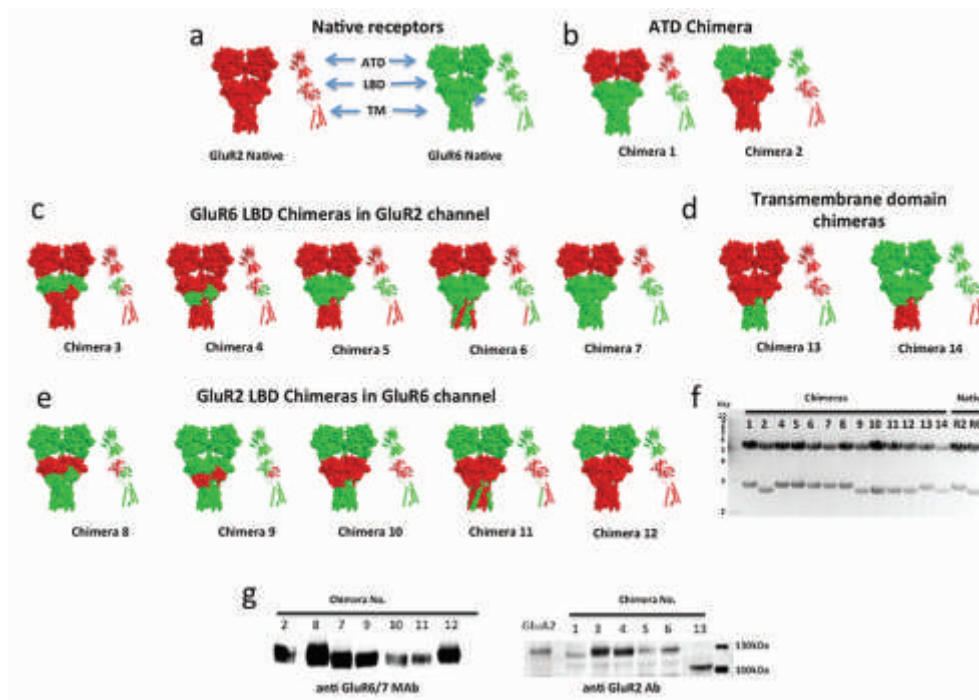 a
Native receptors
b
ATD Chimera
ATD
LBD
TM
GluR2 Native
GluR6 Native
Chimera 1
Chimera 2
c
GluR6 LBD Chimeras in GluR2 channel
d
Transmembrane domain
chimeras
Chimera 3
Chimera 4
Chimera 5
Chimera 6
Chimera 7
Chimera 13
Chimera 14
e
GluR2 LBD Chimeras in GluR6 channel
f
Chimeras
1 2 4 5 6 7 8 9 10 11 12 13 14 R2 R6
Chimera 8
Chimera 9
Chimera 10
Chimera 11
Chimera 12
g
Chimera No.
2 8 7 9 10 11 12
anti GluR6/7 MAb
Chimera No.
GluA2 1 3 4 5 6 13
130kDa
100kDa
anti GluR2 Ab